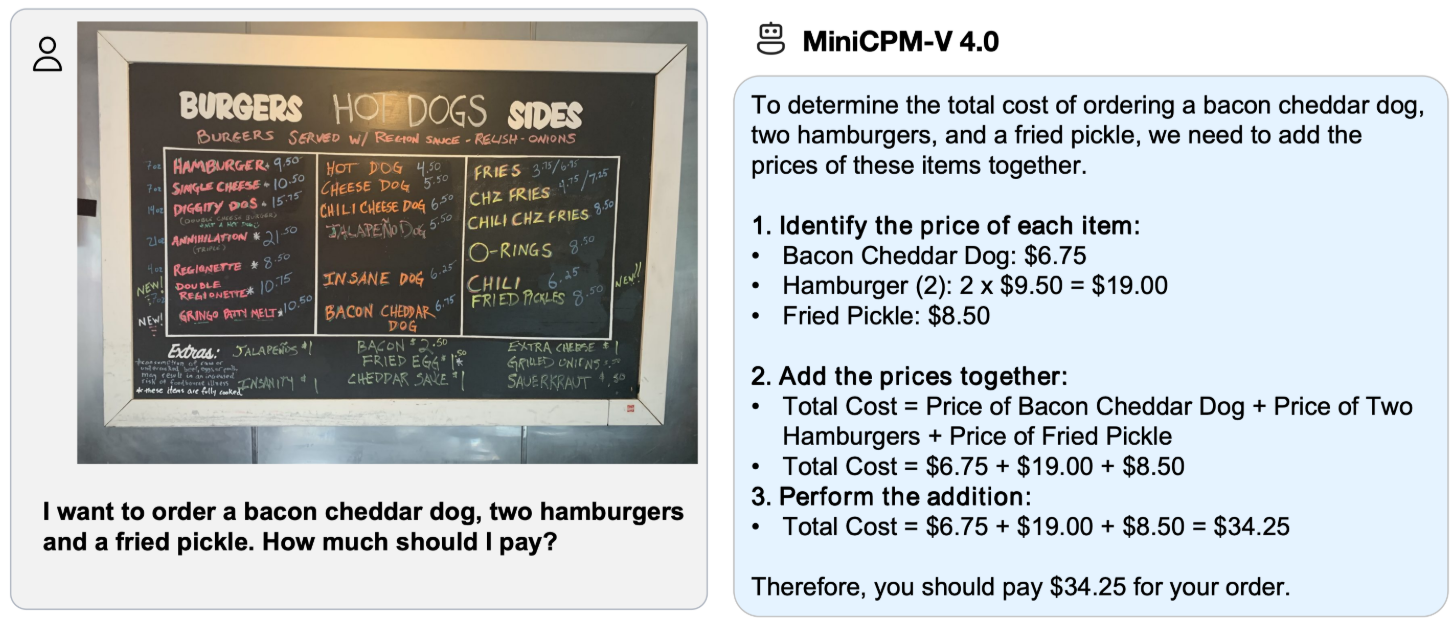 BURGERS HOT DOGS SIDES
BURGERS SERVED W/ REGION SAUCE - RELISH - ONIONS
7oz HAMBURGER* 9.50
7oz SINGLE CHEESE* 10.50
14oz DIGGITY DOS* 15.75
(DOUBLE CHEESE BURGER)
21oz ANNIHILATION* 21.50
(TRIPLE)
4oz REGIONETTE* 8.50
NEW! DOUBLE
REGIONETTE* 10.75
NEW! GRINGO PATTY MELT* 10.50
HOT DOG 4.50
CHEESE DOG 5.50
CHILI CHEESE DOG 6.50
JALAPEÑO DOG 5.50
INSANE DOG 6.25
BACON CHEDDAR 6.75
DOG
FRIES 3.75/6.95
CHZ FRIES 4.75/7.25
CHILI CHZ FRIES 8.50
O-RINGS 8.50
CHILI 6.25
FRIED PICKLES 8.50 NEW!!
Extras: JALAPEÑOS $1
INSANITY $1
*these items are fully cooked
BACON $2.50
FRIED EGG $1.50*
CHEDDAR SAUCE $1
EXTRA CHEESE $1
GRILLED ONIONS $.50
SAUERKRAUT $.50
I want to order a bacon cheddar dog, two hamburgers
and a fried pickle. How much should I pay?
MiniCPM-V 4.0
To determine the total cost of ordering a bacon cheddar dog,
two hamburgers, and a fried pickle, we need to add the
prices of these items together.
1. Identify the price of each item:
• Bacon Cheddar Dog: $6.75
• Hamburger (2): 2 x $9.50 = $19.00
• Fried Pickle: $8.50
2. Add the prices together:
• Total Cost = Price of Bacon Cheddar Dog + Price of Two
Hamburgers + Price of Fried Pickle
• Total Cost = $6.75 + $19.00 + $8.50
3. Perform the addition:
• Total Cost = $6.75 + $19.00 + $8.50 = $34.25
Therefore, you should pay $34.25 for your order.